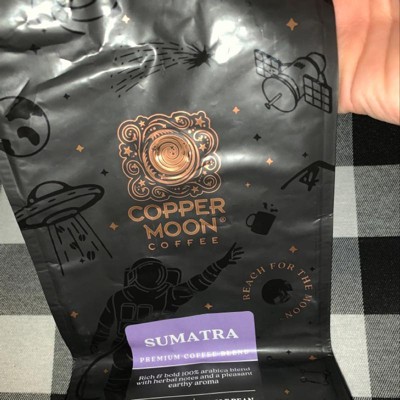 COPPER
MOON®
COFFEE
REACH FOR THE MOON
SUMATRA
PREMIUM COFFEE BLEND
Rich & bold 100% arabica blend
with herbal notes and a pleasant
earthy aroma